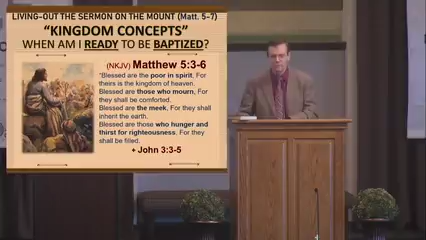 LIVING-OUT THE SERMON ON THE MOUNT (Matt. 5-7)
"KINGDOM CONCEPTS"
WHEN AM I READY TO BE BAPTIZED?
(NKJV) Matthew 5:3-6
"Blessed are the poor in spirit, For
theirs is the kingdom of heaven.
Blessed are those who mourn, For
they shall be comforted.
Blessed are the meek, For they shall
inherit the earth.
Blessed are those who hunger and
thirst for righteousness, For they
shall be filled.
+ John 3:3-5